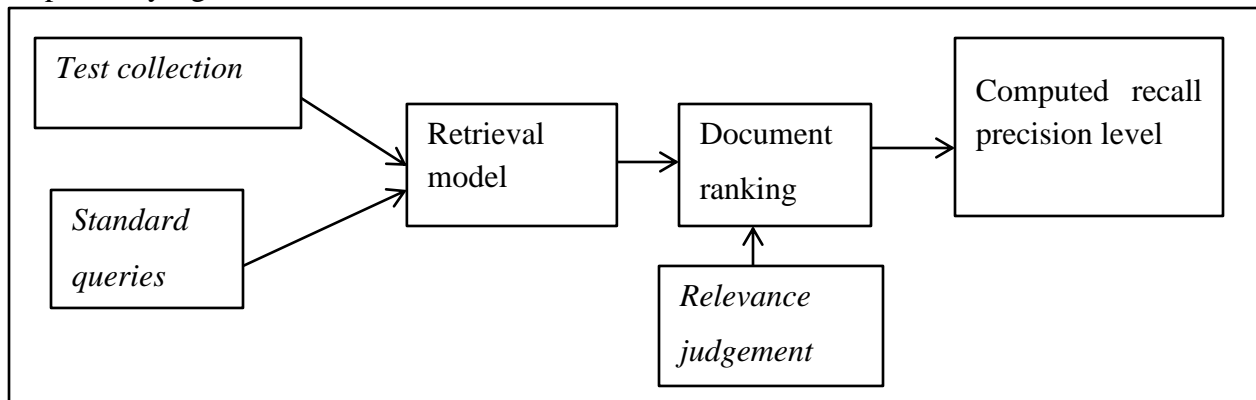 Test collection
Standard
queries
Retrieval
model
Document
ranking
Relevance
judgement
Computed recall
precision level